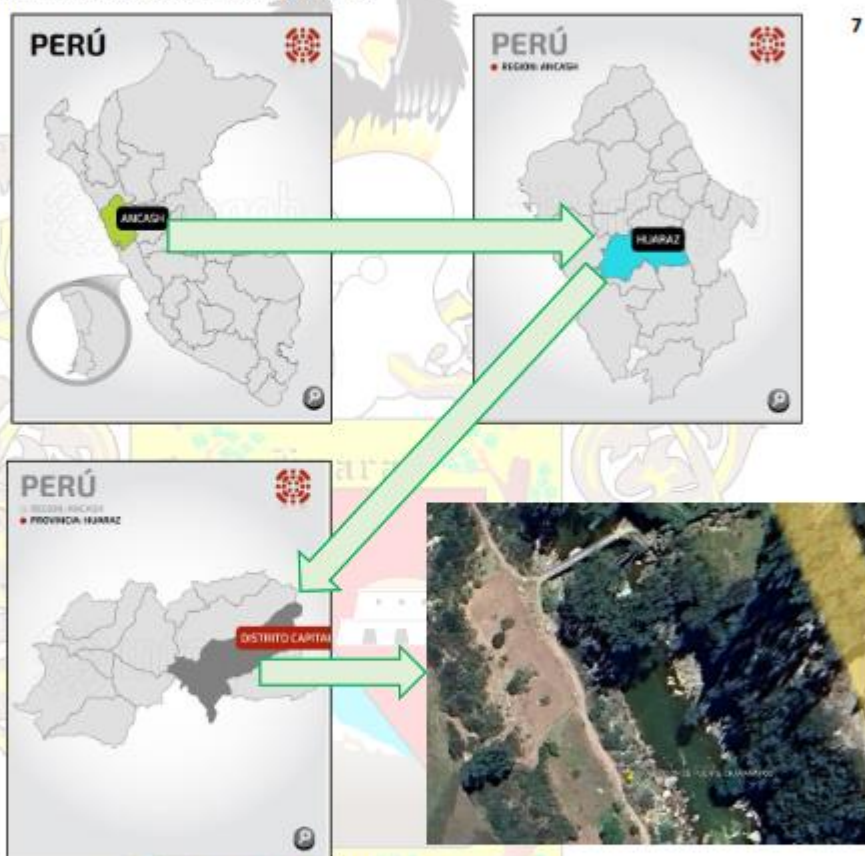 PERÚ
ANCASH
PERÚ
REGION: ANCASH
HUARAZ
7
PERÚ
REGION: ANCASH
PROVINCIA: HUARAZ
DISTRITO CAPITAL